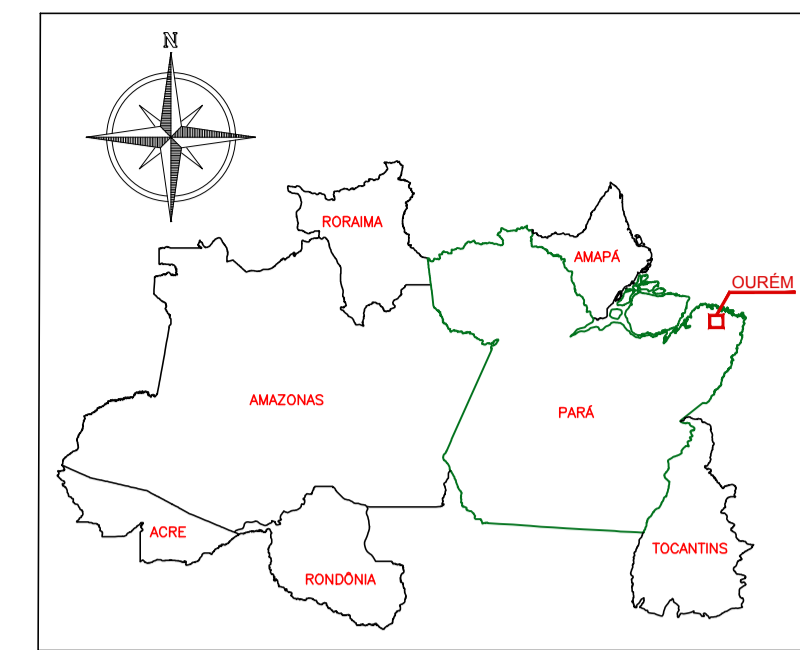 N
RORAIMA
AMAPÁ
OURÉM
AMAZONAS
PARÁ
ACRE
RONDÔNIA
TOCANTINS